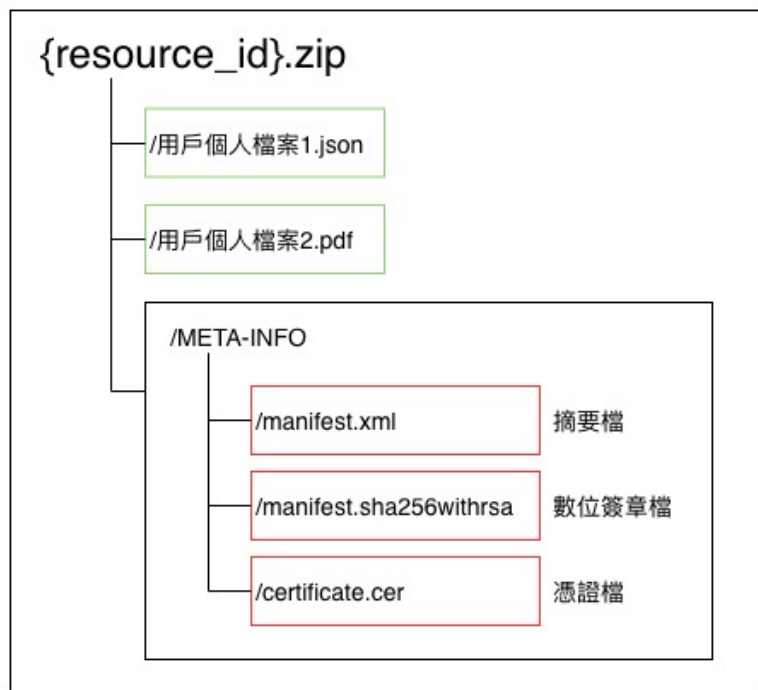 {resource_id}.zip
/用戶個人檔案1.json
/用戶個人檔案2.pdf
/META-INFO
/manifest.xml 摘要檔
/manifest.sha256withrsa 數位簽章檔
/certificate.cer 憑證檔